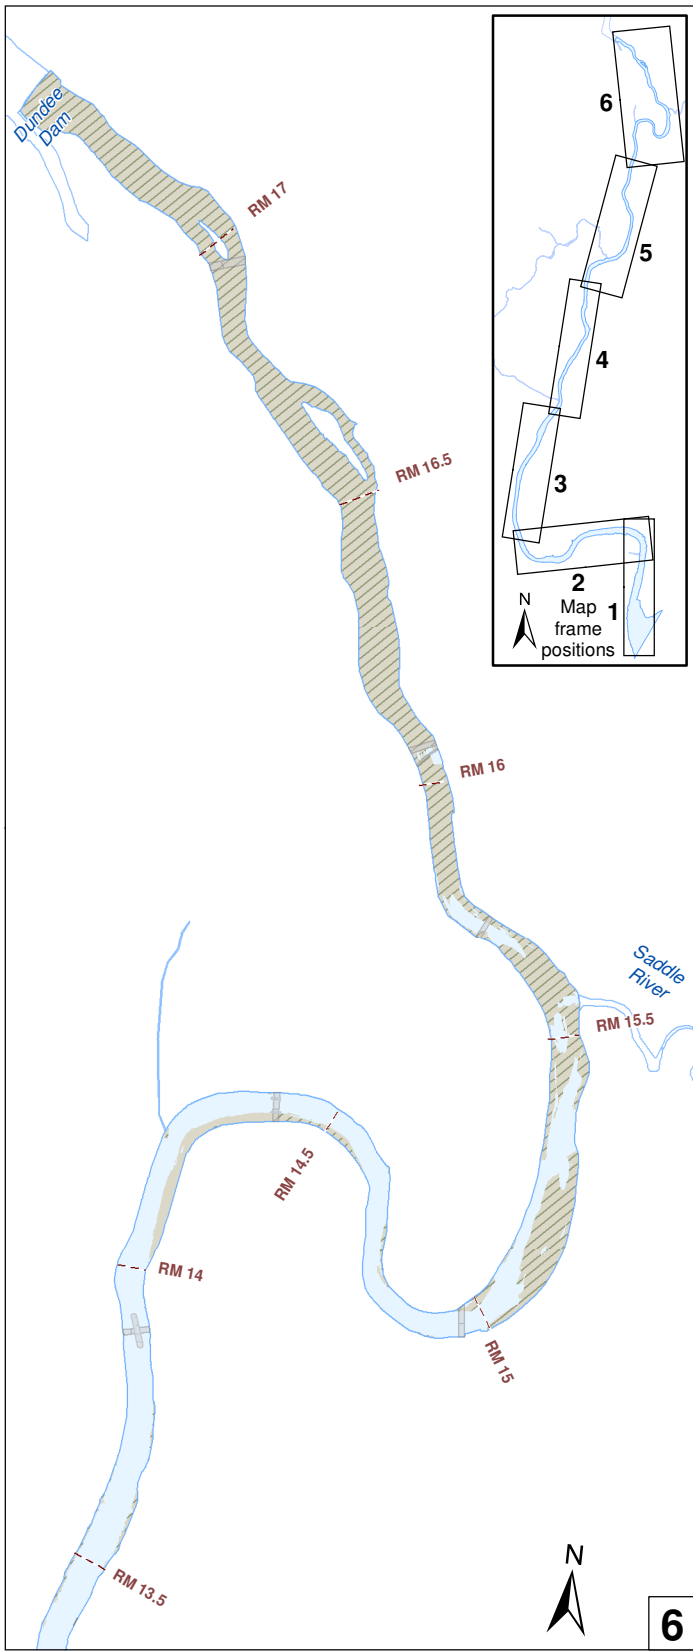 Dundee
Dam
RM 17
RM 16.5
RM 16
Saddle
River
RM 15.5
RM 14.5
RM 14
RM 15
RM 13.5
N
6
6
5
4
3
2
1
N
Map
frame
positions